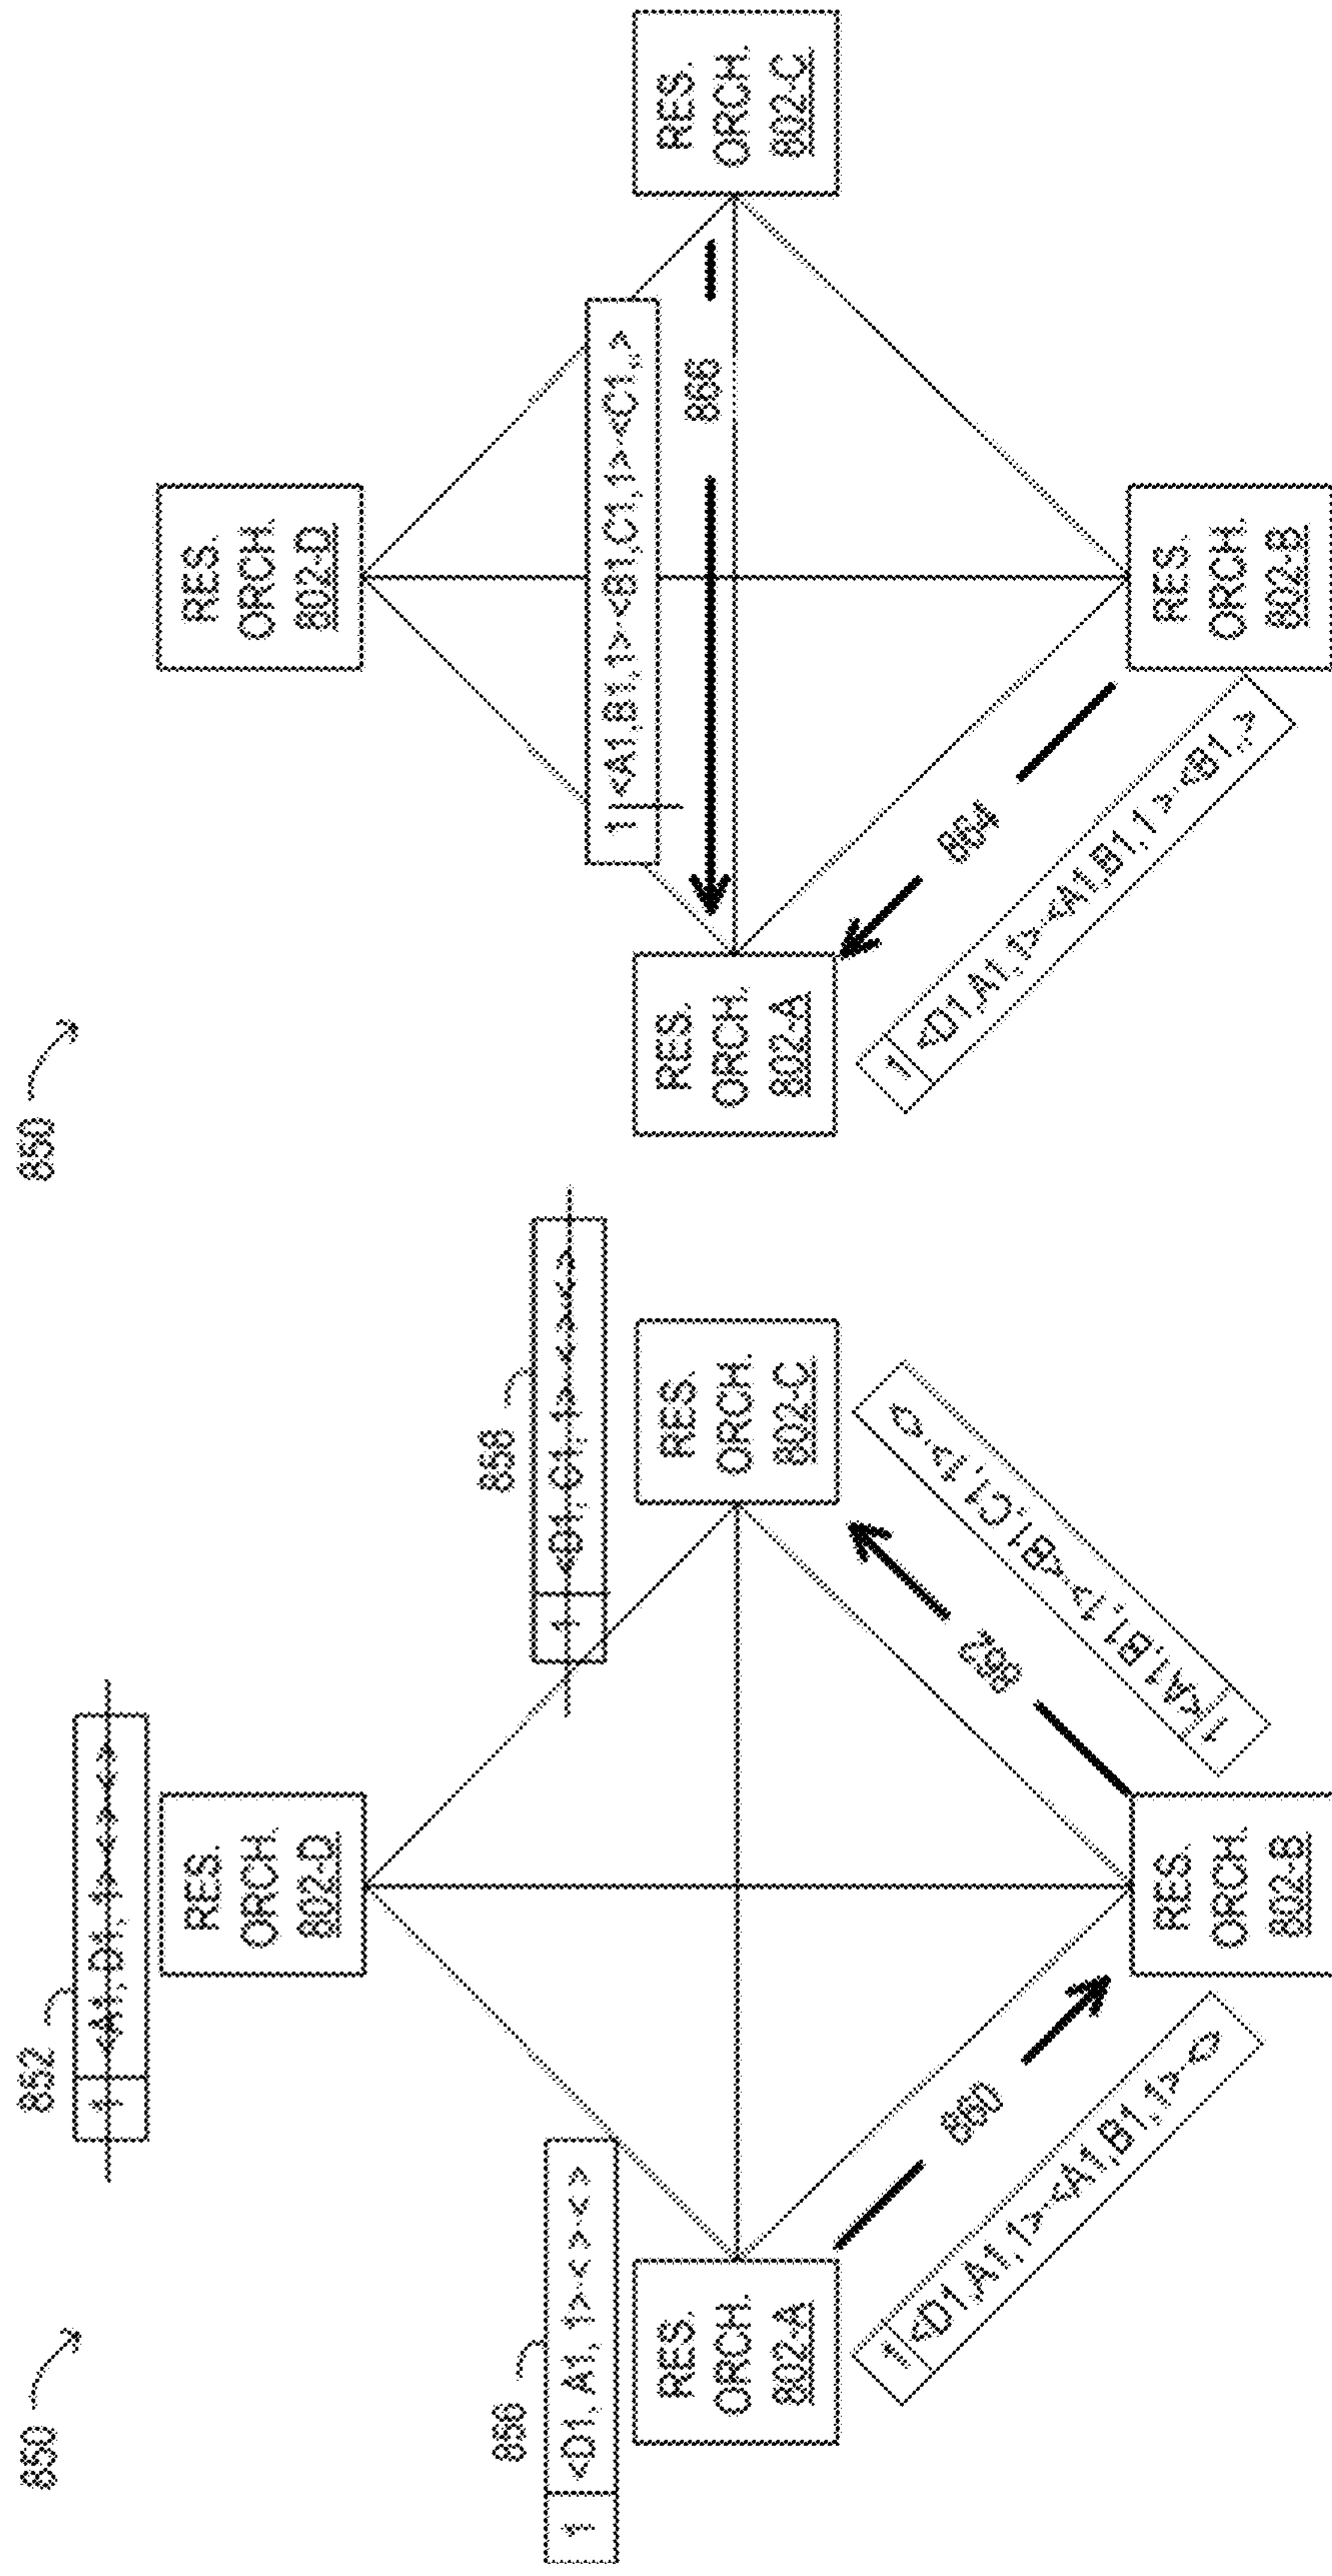 850
852
1 <A1, D1, 1> < > < >
RES.
ORCH.
802-D
856
1 <D1, A1, 1> < > < >
858
1 <D1, C1, 1> < > < >
RES.
ORCH.
802-A
RES.
ORCH.
802-C
860
1 <D1,A1,1> <A1,B1,1> <>
862
1 <A1,B1,1> <B1,C1,1> <>
RES.
ORCH.
802-B
850
RES.
ORCH.
802-D
1 <A1,B1,1> <B1,C1,1> <C1,,>
866
RES.
ORCH.
802-A
RES.
ORCH.
802-C
864
1 <D1,A1,1> <A1,B1,1> <B1,,>
RES.
ORCH.
802-B